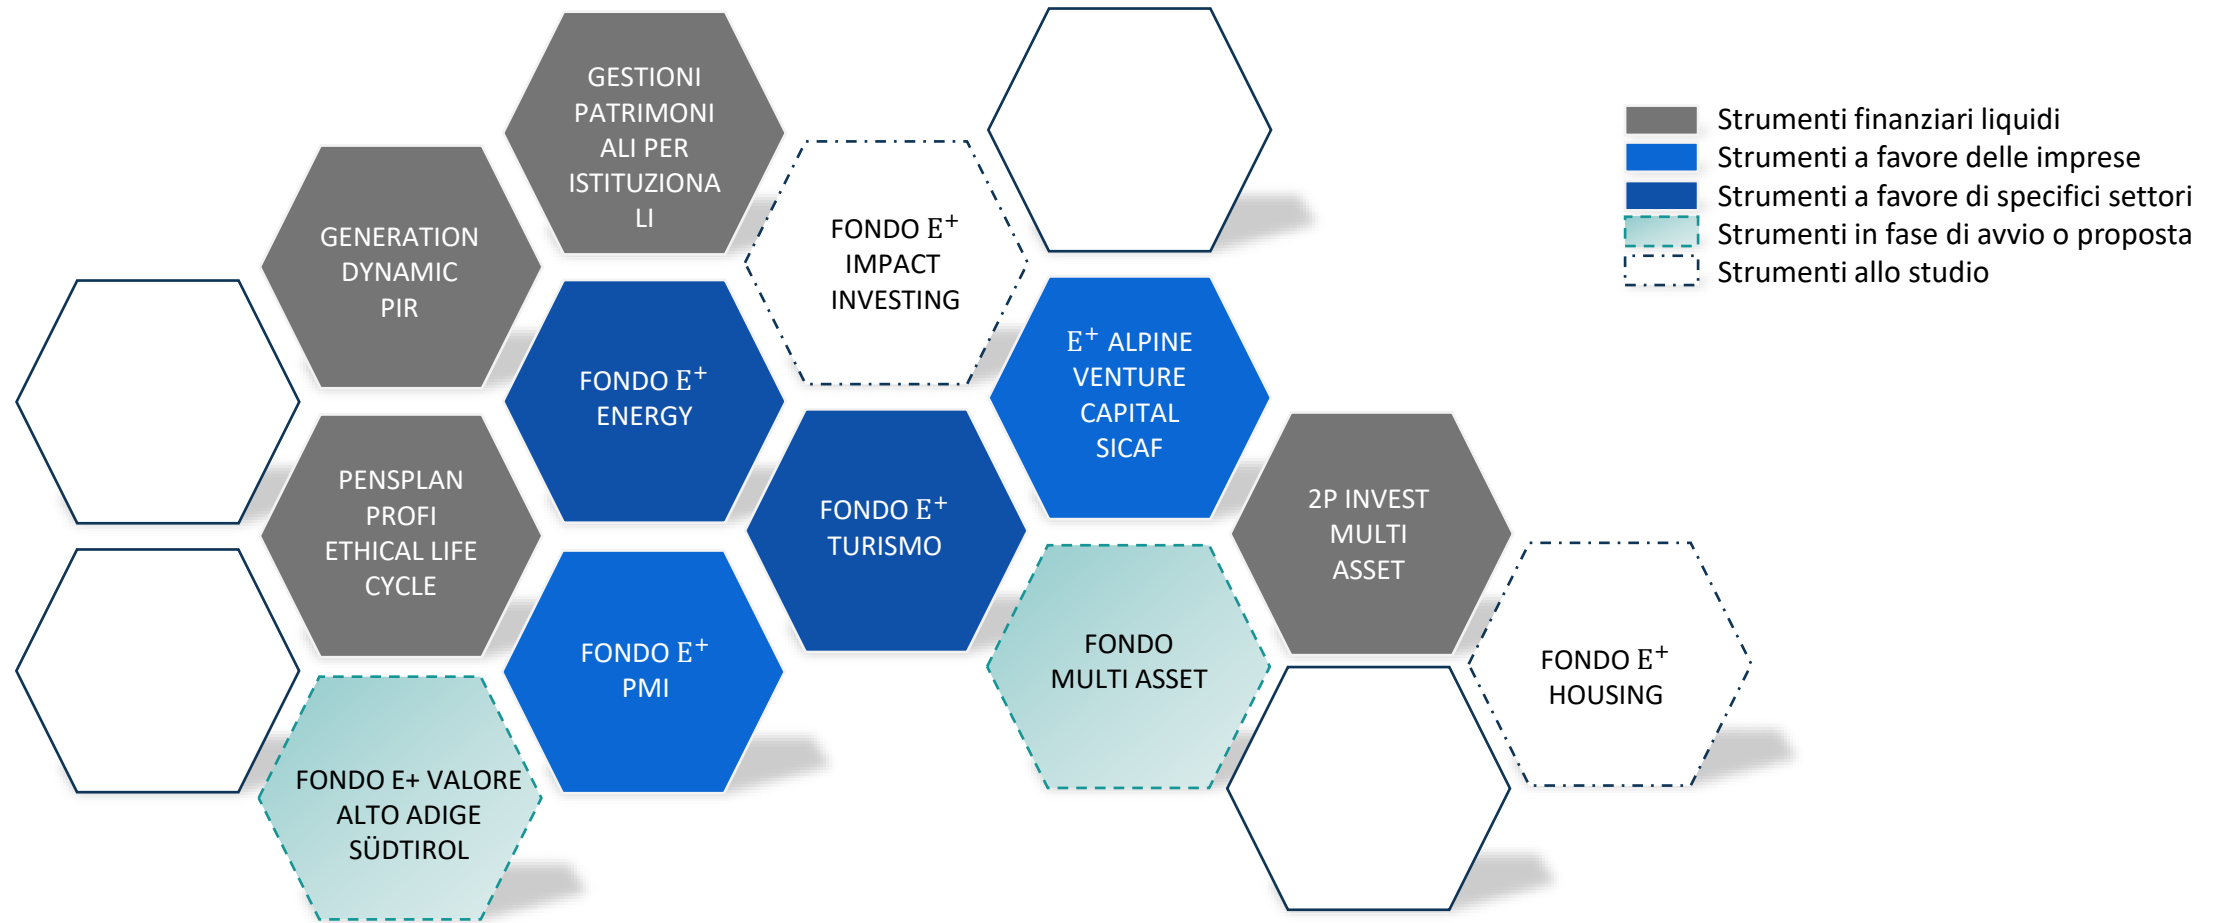 GESTIONI
PATRIMONI
ALI PER
ISTITUZIONA
LI
GENERATION
DYNAMIC
PIR
FONDO E⁺
IMPACT
INVESTING
FONDO E⁺
ENERGY
E⁺ ALPINE
VENTURE
CAPITAL
SICAF
PENSPLAN
PROFI
ETHICAL LIFE
CYCLE
FONDO E⁺
TURISMO
2P INVEST
MULTI
ASSET
FONDO E⁺
PMI
FONDO
MULTI ASSET
FONDO E⁺
HOUSING
FONDO E+ VALORE
ALTO ADIGE
SÜDTIROL
Strumenti finanziari liquidi
Strumenti a favore delle imprese
Strumenti a favore di specifici settori
Strumenti in fase di avvio o proposta
Strumenti allo studio